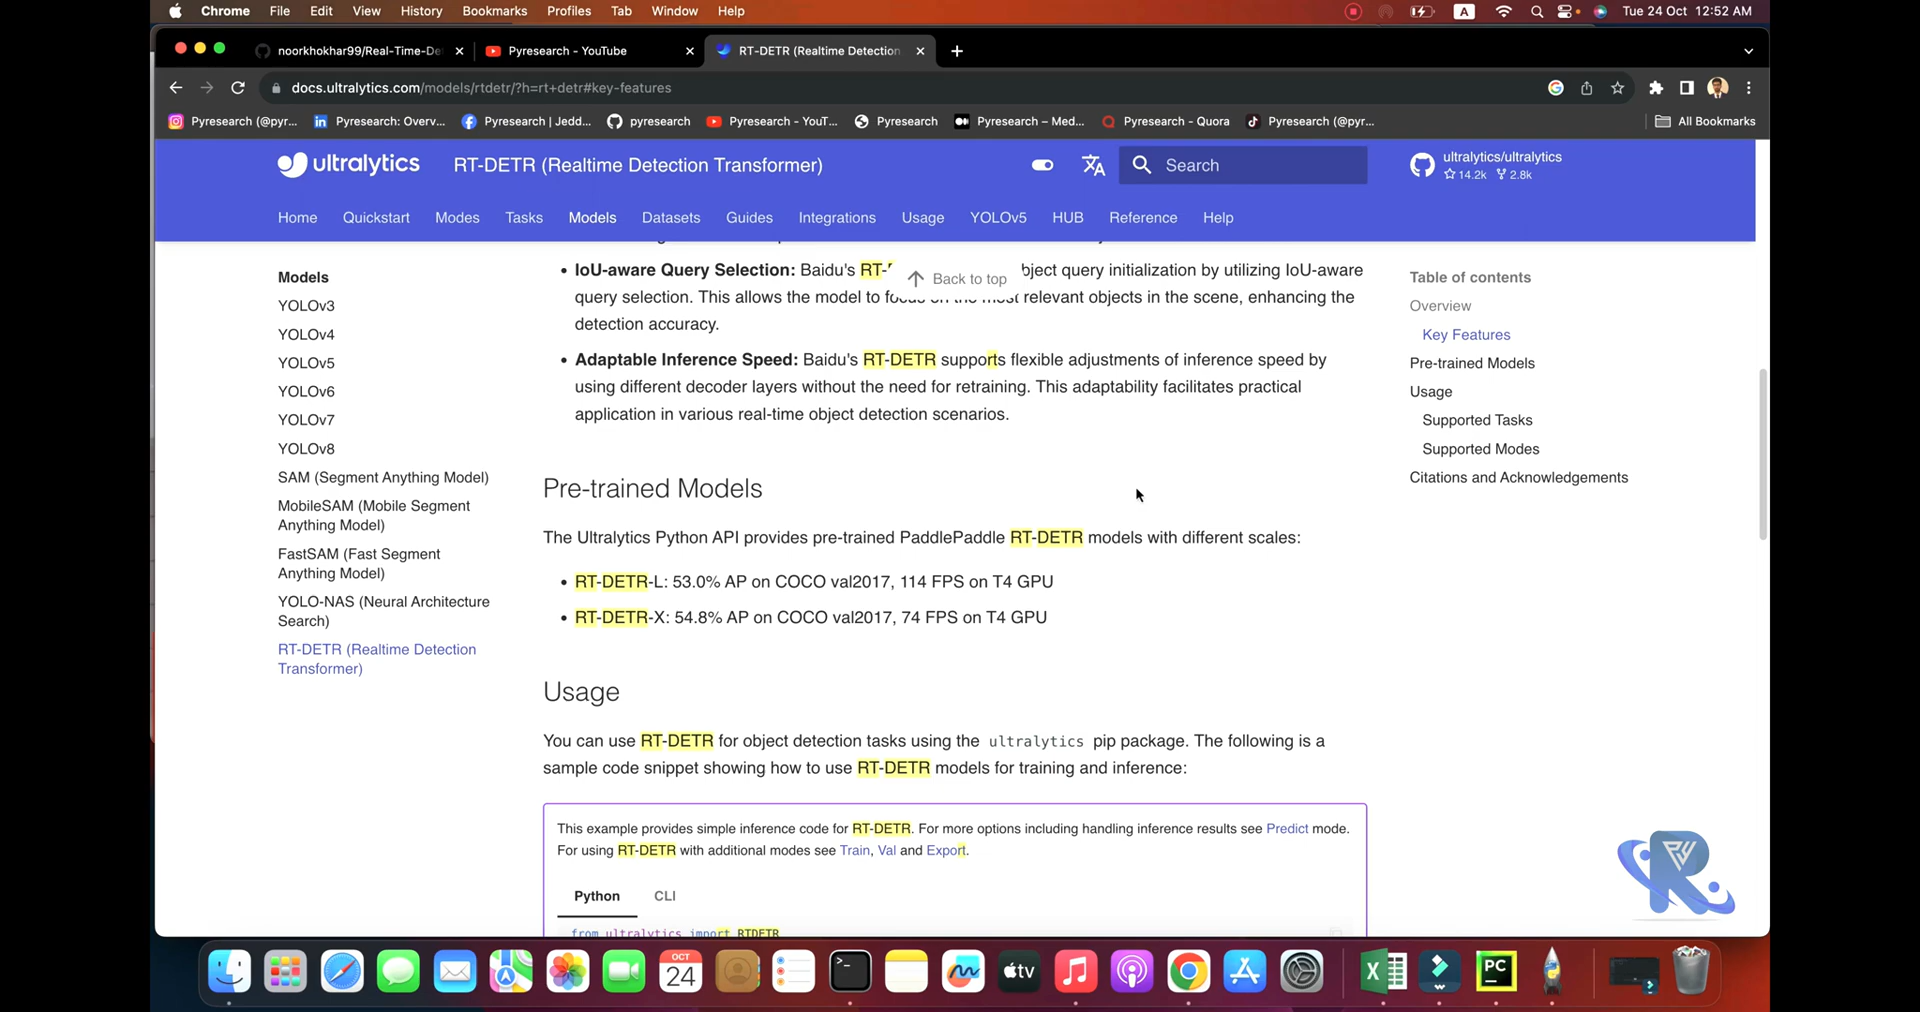 Chrome File Edit View History Bookmarks Profiles Tab Window Help A Tue 24 Oct 12:52 AM
noorkhokhar99/Real-Time-De Pyresearch - YouTube RT-DETR (Realtime Detection
docs.ultralytics.com/models/rtdetr/?h=rt+detr#key-features
Pyresearch (@pyr... Pyresearch: Overv... Pyresearch | Jedd... pyresearch Pyresearch - YouT... Pyresearch Pyresearch – Med... Pyresearch - Quora Pyresearch (@pyr... All Bookmarks
ultralytics RT-DETR (Realtime Detection Transformer) Search ultralytics/ultralytics
14.2k 2.8k
Home Quickstart Modes Tasks Models Datasets Guides Integrations Usage YOLOv5 HUB Reference Help
Models
YOLOv3
YOLOv4
YOLOv5
YOLOv6
YOLOv7
YOLOv8
SAM (Segment Anything Model)
MobileSAM (Mobile Segment
Anything Model)
FastSAM (Fast Segment
Anything Model)
YOLO-NAS (Neural Architecture
Search)
RT-DETR (Realtime Detection
Transformer)
Back to top
• IoU-aware Query Selection: Baidu's RT- bject query initialization by utilizing IoU-aware
query selection. This allows the model to focus on the most relevant objects in the scene, enhancing the
detection accuracy.
• Adaptable Inference Speed: Baidu's RT-DETR supports flexible adjustments of inference speed by
using different decoder layers without the need for retraining. This adaptability facilitates practical
application in various real-time object detection scenarios.
Pre-trained Models
The Ultralytics Python API provides pre-trained PaddlePaddle RT-DETR models with different scales:
• RT-DETR-L: 53.0% AP on COCO val2017, 114 FPS on T4 GPU
• RT-DETR-X: 54.8% AP on COCO val2017, 74 FPS on T4 GPU
Usage
You can use RT-DETR for object detection tasks using the ultralytics pip package. The following is a
sample code snippet showing how to use RT-DETR models for training and inference:
This example provides simple inference code for RT-DETR. For more options including handling inference results see Predict mode.
For using RT-DETR with additional modes see Train, Val and Export.
Python CLI
from ultralytics import RTDETR
Table of contents
Overview
Key Features
Pre-trained Models
Usage
Supported Tasks
Supported Modes
Citations and Acknowledgements
OCT
24
tv
PC